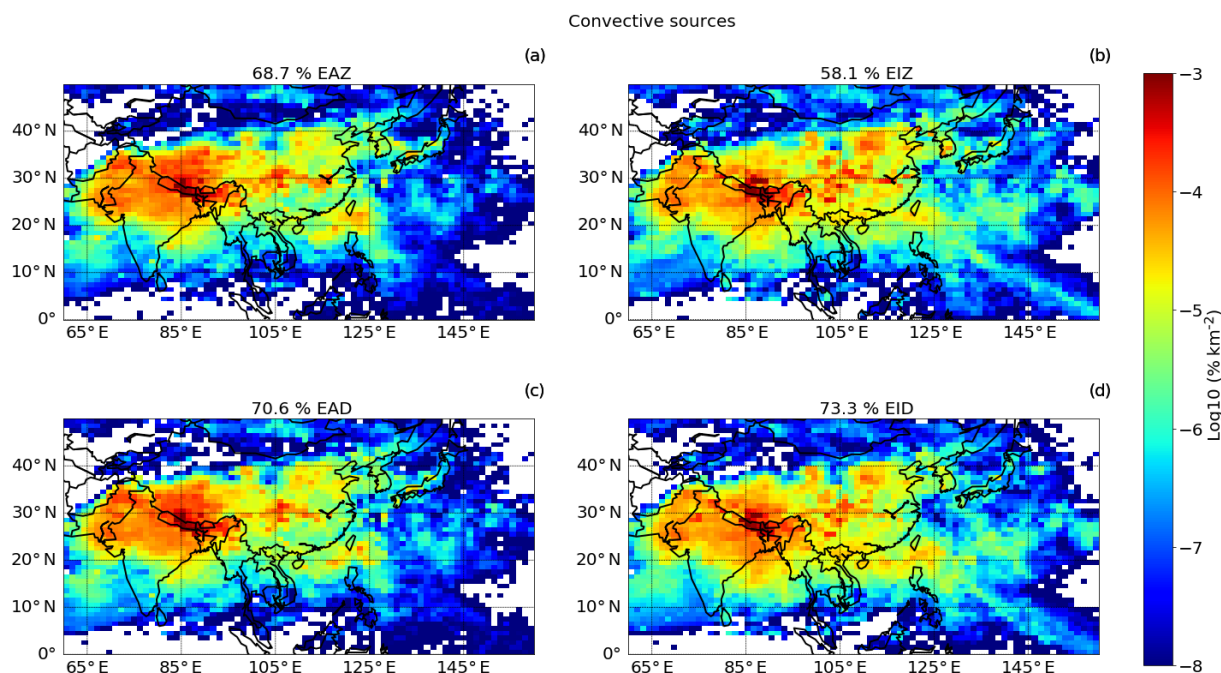 Convective sources
(a)
68.7 % EAZ
40° N
30° N
20° N
10° N
0°
65° E 85° E 105° E 125° E 145° E
(b)
58.1 % EIZ
40° N
30° N
20° N
10° N
0°
65° E 85° E 105° E 125° E 145° E
(c)
70.6 % EAD
40° N
30° N
20° N
10° N
0°
65° E 85° E 105° E 125° E 145° E
(d)
73.3 % EID
40° N
30° N
20° N
10° N
0°
65° E 85° E 105° E 125° E 145° E
−3
−4
−5
−6
−7
−8
Log10 (% km⁻²)